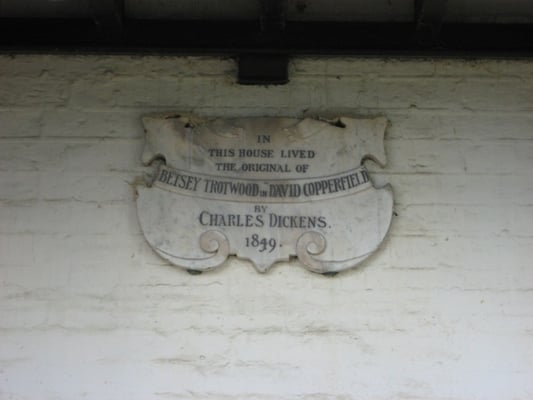 IN
THIS HOUSE LIVED
THE ORIGINAL OF
BETSEY TROTWOOD IN DAVID COPPERFIELD
BY
CHARLES DICKENS.
1849.